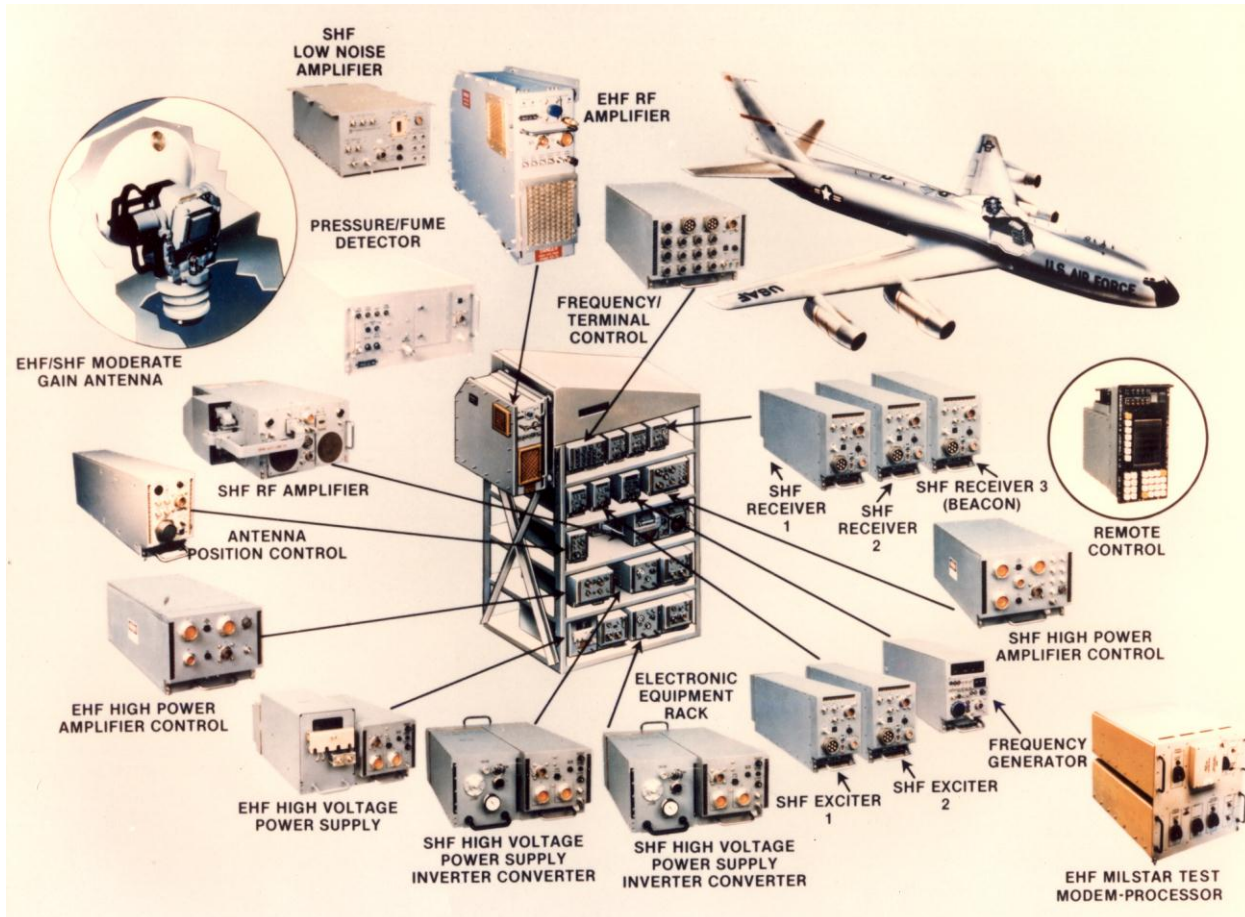 SHF
LOW NOISE
AMPLIFIER
EHF RF
AMPLIFIER
PRESSURE/FUME
DETECTOR
FREQUENCY/
TERMINAL
CONTROL
U.S. AIR FORCE
USAF
EHF/SHF MODERATE
GAIN ANTENNA
SHF RF AMPLIFIER
ANTENNA
POSITION CONTROL
SHF
RECEIVER
1
SHF
RECEIVER
2
SHF RECEIVER 3
(BEACON)
REMOTE
CONTROL
SHF HIGH POWER
AMPLIFIER CONTROL
EHF HIGH POWER
AMPLIFIER CONTROL
ELECTRONIC
EQUIPMENT
RACK
FREQUENCY
GENERATOR
EHF HIGH VOLTAGE
POWER SUPPLY
SHF HIGH VOLTAGE
POWER SUPPLY
INVERTER CONVERTER
SHF HIGH VOLTAGE
POWER SUPPLY
INVERTER CONVERTER
SHF EXCITER
1
SHF EXCITER
2
EHF MILSTAR TEST
MODEM-PROCESSOR